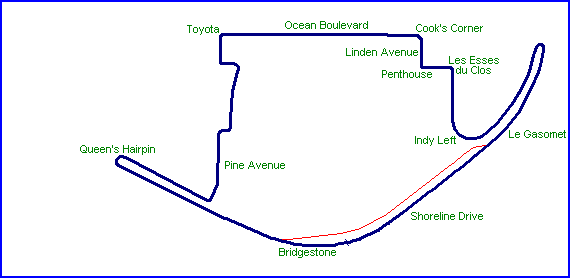 Ocean Boulevard
Toyota
Cook's Corner
Linden Avenue
Penthouse
Les Esses
du Clos
Le Gasomet
Indy Left
Queen's Hairpin
Pine Avenue
Shoreline Drive
Bridgestone